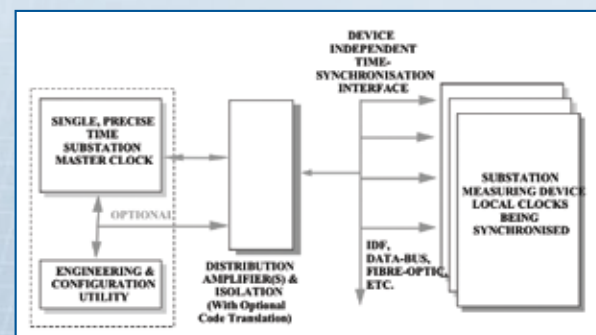 DEVICE
INDEPENDENT
TIME-
SYNCHRONISATION
INTERFACE
SINGLE, PRECISE
TIME
SUBSTATION
MASTER CLOCK
OPTIONAL
ENGINEERING &
CONFIGURATION
UTILITY
DISTRIBUTION
AMPLIFIER(S) &
ISOLATION
(With Optional
Code Translation)
IDF,
DATA-BUS,
FIBRE-OPTIC,
ETC.
SUBSTATION
MEASURING DEVICE
LOCAL CLOCKS
BEING
SYNCHRONISED